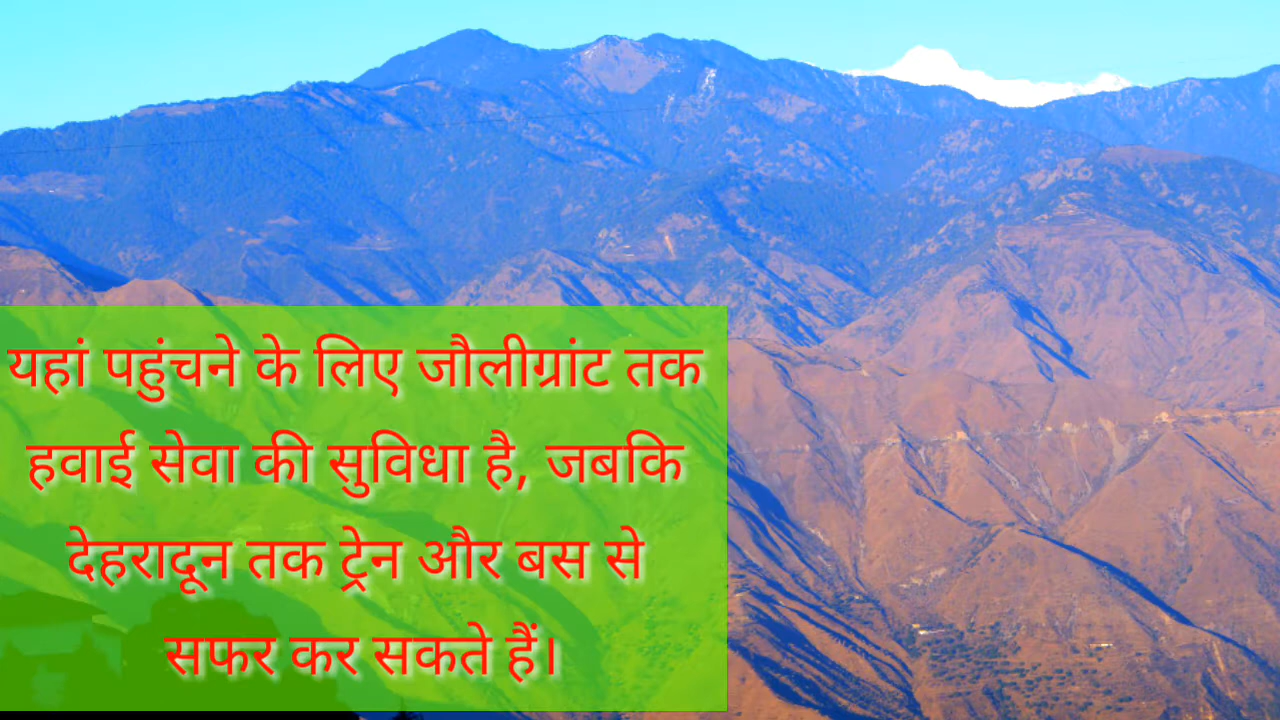 यहां पहुंचने के लिए जौलीग्रांट तक
हवाई सेवा की सुविधा है, जबकि
देहरादून तक ट्रेन और बस से
सफर कर सकते हैं।